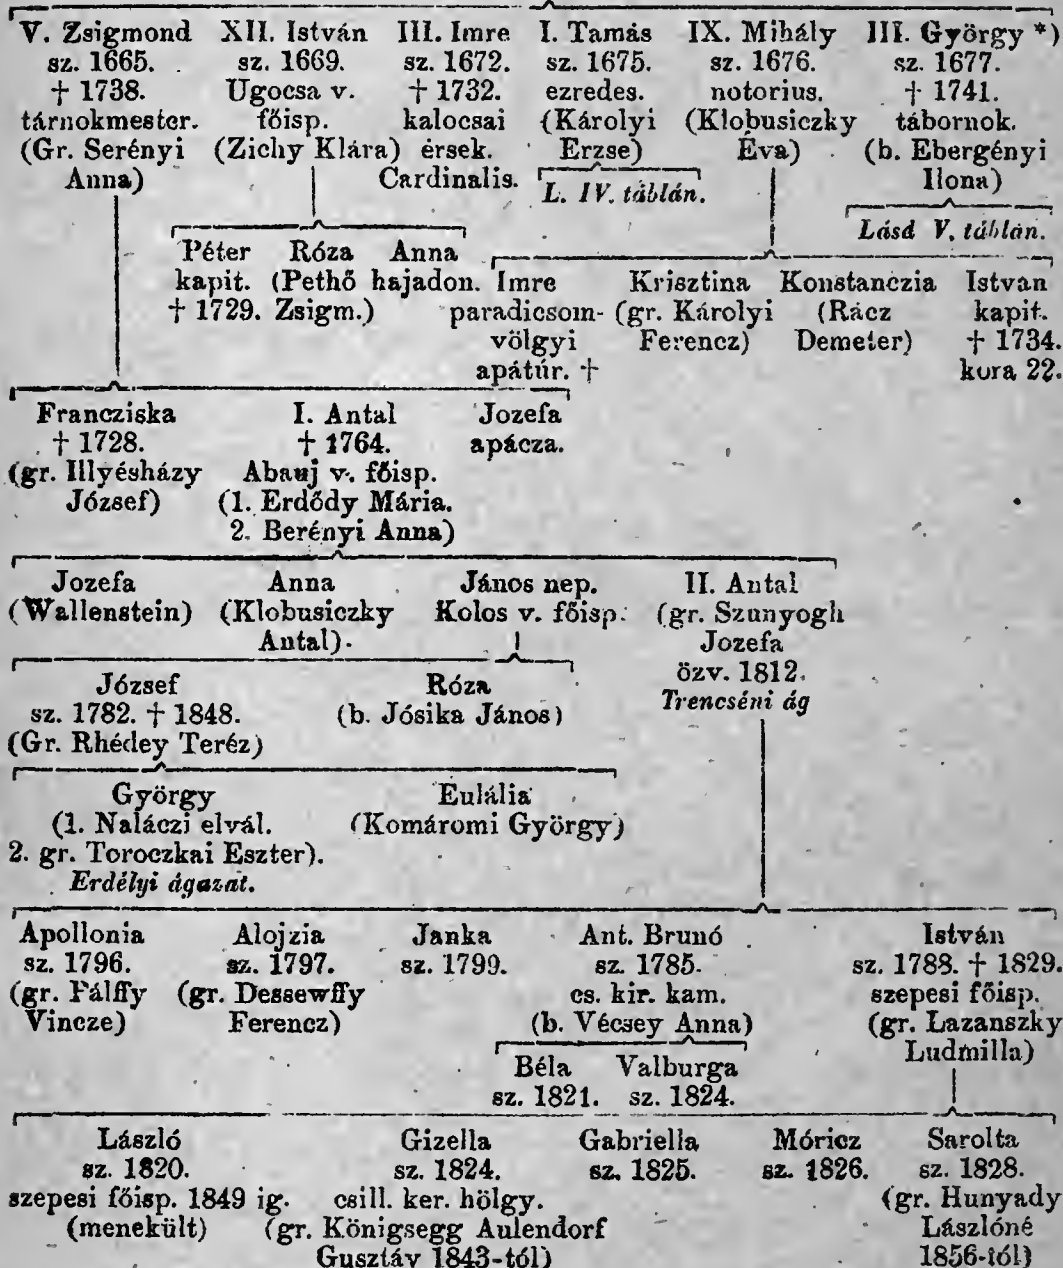 V. Zsigmond XII. István III. Imre I. Tamás IX. Mihály III. György *)
sz. 1665. sz. 1669. sz. 1672. sz. 1675. sz. 1676. sz. 1677.
† 1738. Ugocsa v. † 1732. ezredes. notorius. † 1741.
tárnokmester. főisp. kalocsai (Károlyi (Klobusiczky tábornok.
(Gr. Serényi (Zichy Klára) érsek. Erzse) Éva) (b. Ebergényi
Anna) Cardinalis. L. IV. táblán. Ilona)
Lásd V. táblán.
Péter Róza Anna
kapit. (Pethő hajadon. Imre Krisztina Konstanczia Istvan
† 1729. Zsigm.) paradicsom- (gr. Károlyi (Rácz kapit.
völgyi Ferencz) Demeter) † 1734.
apátúr. † kora 22.
Francziska I. Antal Jozefa
† 1728. † 1764. apácza.
(gr. Illyésházy Abauj v. főisp.
József) (1. Erdődy Mária.
2. Berényi Anna)
Jozefa Anna János nep. II. Antal
(Wallenstein) (Klobusiczky Kolos v. főisp. (gr. Szunyogh
Antal). Jozefa
özv. 1812.
József Róza Trencséni ág
sz. 1782. † 1848. (b. Jósika János)
(Gr. Rhédey Teréz)
György Eulália
(1. Naláczi elvál. (Komáromi György)
2. gr. Toroczkai Eszter).
Erdélyi ágazat.
Apollonia Alojzia Janka Ant. Brunó István
sz. 1796. sz. 1797. sz. 1799. sz. 1785. sz. 1788. † 1829.
(gr. Pálffy (gr. Dessewffy cs. kir. kam. szepesi főisp.
Vincze) Ferencz) (b. Vécsey Anna) (gr. Lazanszky
Ludmilla)
Béla Valburga
sz. 1821. sz. 1824.
László Gizella Gabriella Móricz Sarolta
sz. 1820. sz. 1824. sz. 1825. sz. 1826. sz. 1828.
szepesi főisp. 1849 ig. csill. ker. hölgy. (gr. Hunyady
(menekült) (gr. Königsegg Aulendorf Lászlóné
Gusztáv 1843-tól) 1856-tól)